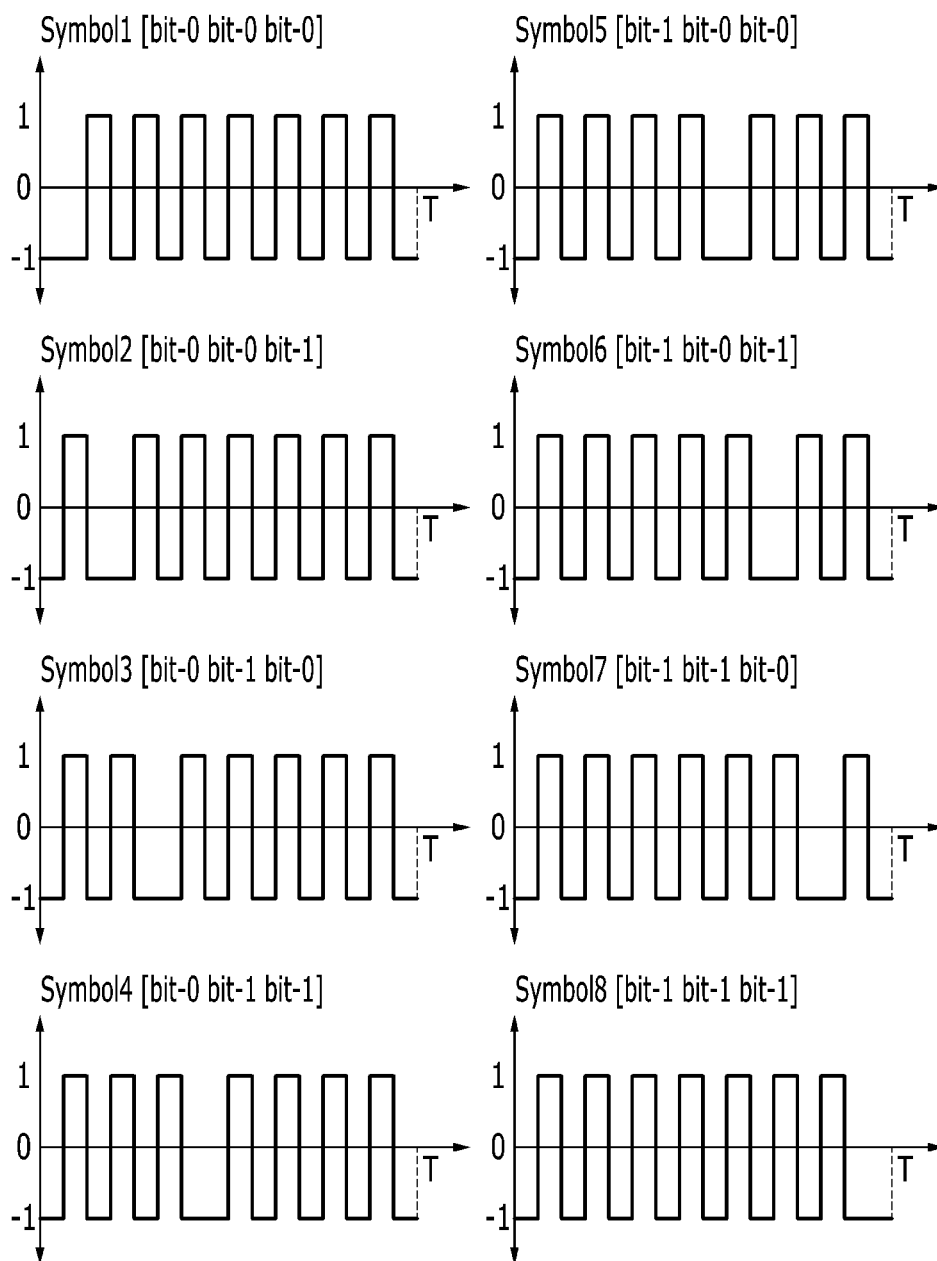 Symbol1 [bit-0 bit-0 bit-0]
1
0
-1
T
Symbol5 [bit-1 bit-0 bit-0]
1
0
-1
T
Symbol2 [bit-0 bit-0 bit-1]
1
0
-1
T
Symbol6 [bit-1 bit-0 bit-1]
1
0
-1
T
Symbol3 [bit-0 bit-1 bit-0]
1
0
-1
T
Symbol7 [bit-1 bit-1 bit-0]
1
0
-1
T
Symbol4 [bit-0 bit-1 bit-1]
1
0
-1
T
Symbol8 [bit-1 bit-1 bit-1]
1
0
-1
T